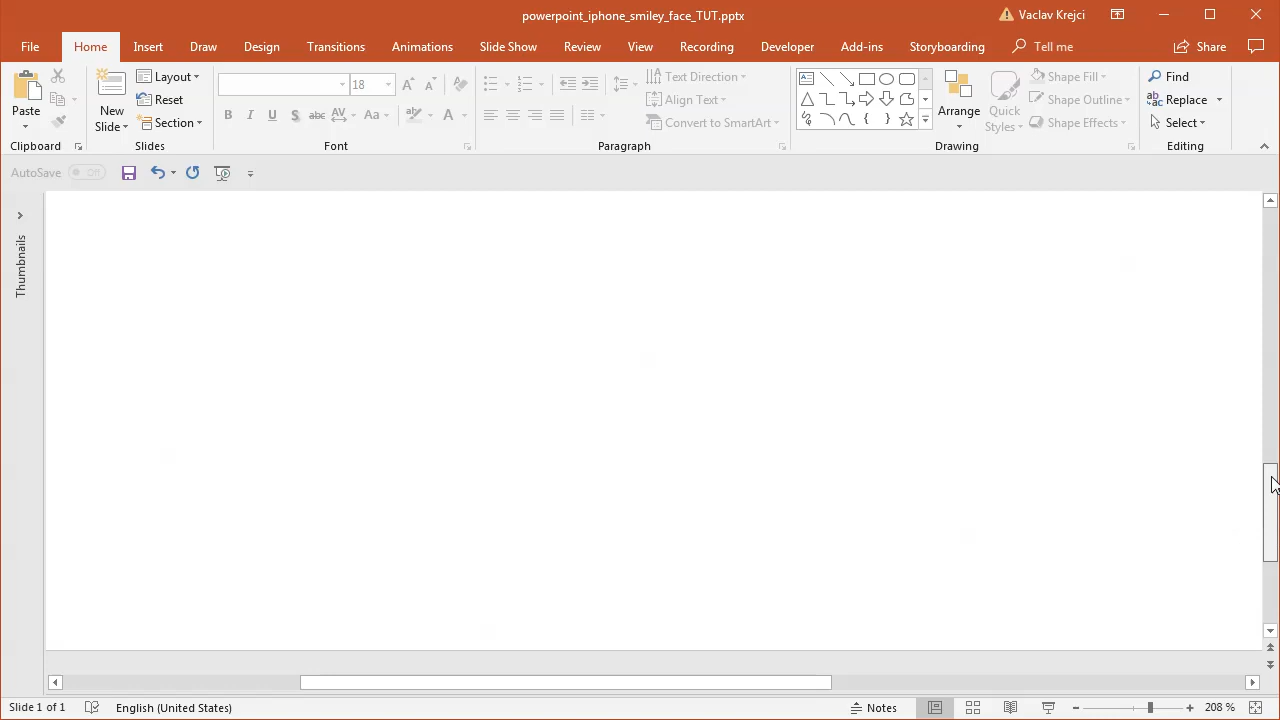 powerpoint_iphone_smiley_face_TUT.pptx
Vaclav Krejci
File Home Insert Draw Design Transitions Animations Slide Show Review View Recording Developer Add-ins Storyboarding Tell me Share
Paste
Clipboard
New
Slide
Layout
Reset
Section
Slides
18
B I U S abc AV Aa A
Font
Text Direction
Align Text
Convert to SmartArt
Paragraph
Arrange
Quick
Styles
Shape Fill
Shape Outline
Shape Effects
Drawing
Find
Replace
Select
Editing
AutoSave Off
Thumbnails
Slide 1 of 1 English (United States) Notes 208 %